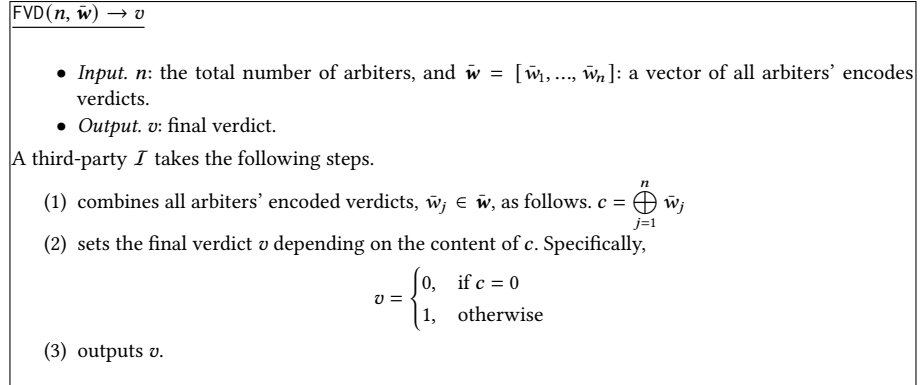 FVD(n, w̄) → v
• Input. n: the total number of arbiters, and w̄ = [w̄₁, ..., w̄ₙ]: a vector of all arbiters' encodes
verdicts.
• Output. v: final verdict.
A third-party I takes the following steps.
(1) combines all arbiters' encoded verdicts, w̄ⱼ ∈ w̄, as follows. c = ⊕ⁿⱼ₌₁ w̄ⱼ
(2) sets the final verdict v depending on the content of c. Specifically,
v = { 0, if c = 0
1, otherwise
(3) outputs v.